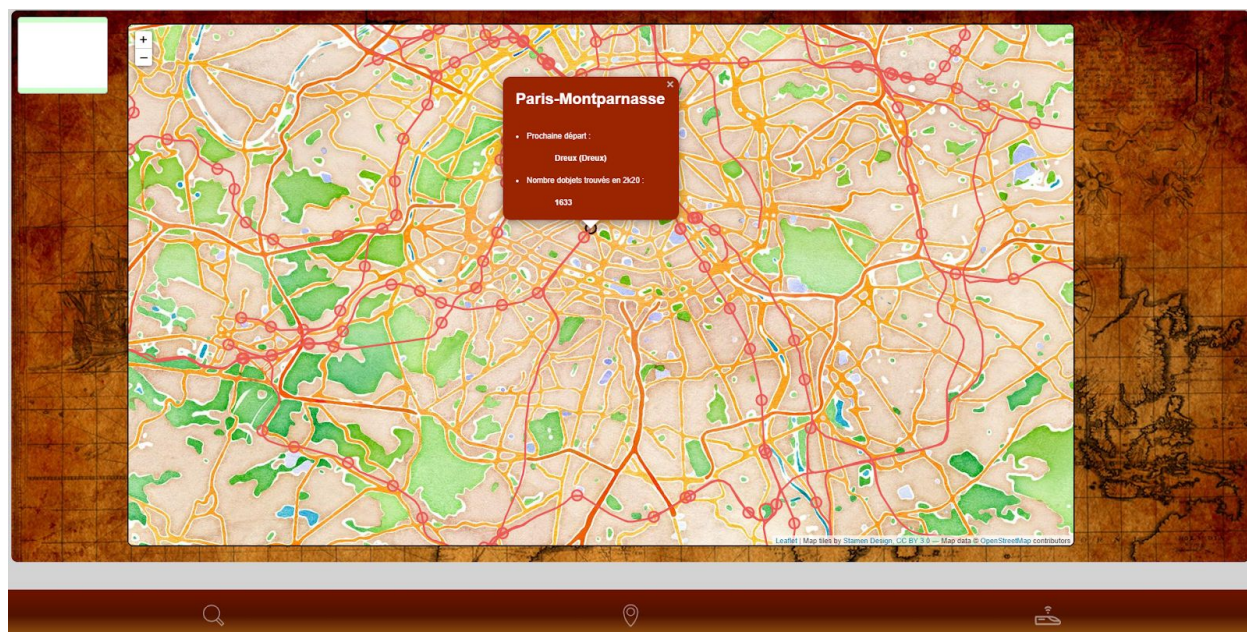 +
−
×
Paris-Montparnasse
Prochaine départ :
Dreux (Dreux)
Nombre dobjets trouvés en 2k20 :
1633
Leaflet | Map tiles by Stamen Design, CC BY 3.0 — Map data © OpenStreetMap contributors